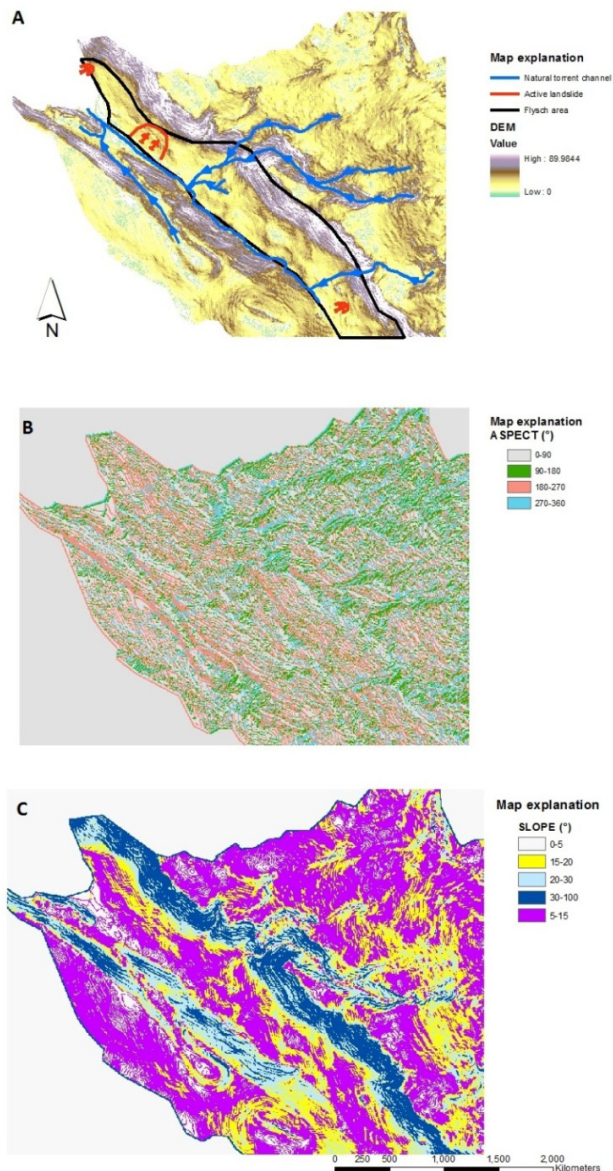 A
Map explanation
Natural torrent channel
Active landslide
Flysch area
DEM
Value
High : 89.9844
Low : 0
N
B
Map explanation
ASPECT (°)
0-90
90-180
180-270
270-360
C
Map explanation
SLOPE (°)
0-5
15-20
20-30
30-100
5-15
0 250 500 1,000 1,500 2,000
Kilometers